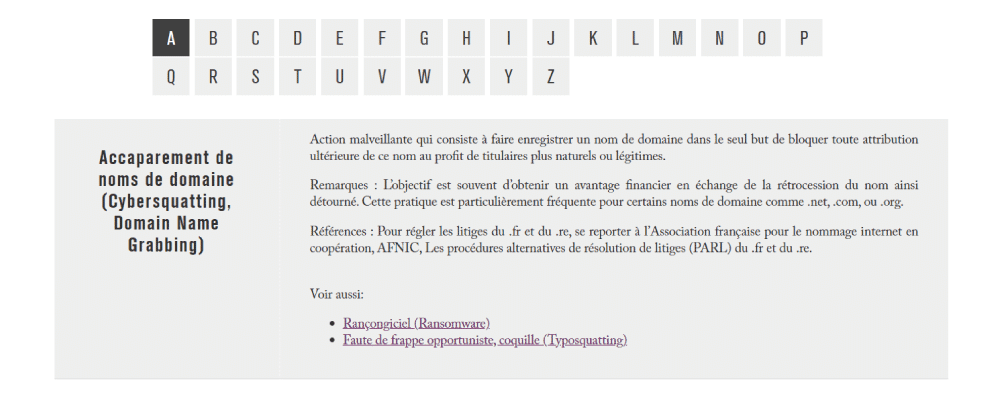 A B C D E F G H I J K L M N O P
Q R S T U V W X Y Z
Accaparement de
noms de domaine
(Cybersquatting,
Domain Name
Grabbing)
Action malveillante qui consiste à faire enregistrer un nom de domaine dans le seul but de bloquer toute attribution
ultérieure de ce nom au profit de titulaires plus naturels ou légitimes.
Remarques : L’objectif est souvent d’obtenir un avantage financier en échange de la rétrocession du nom ainsi
détourné. Cette pratique est particulièrement fréquente pour certains noms de domaine comme .net, .com, ou .org.
Références : Pour régler les litiges du .fr et du .re, se reporter à l’Association française pour le nommage internet en
coopération, AFNIC, Les procédures alternatives de résolution de litiges (PARL) du .fr et du .re.
Voir aussi:
• Rançongiciel (Ransomware)
• Faute de frappe opportuniste, coquille (Typosquatting)